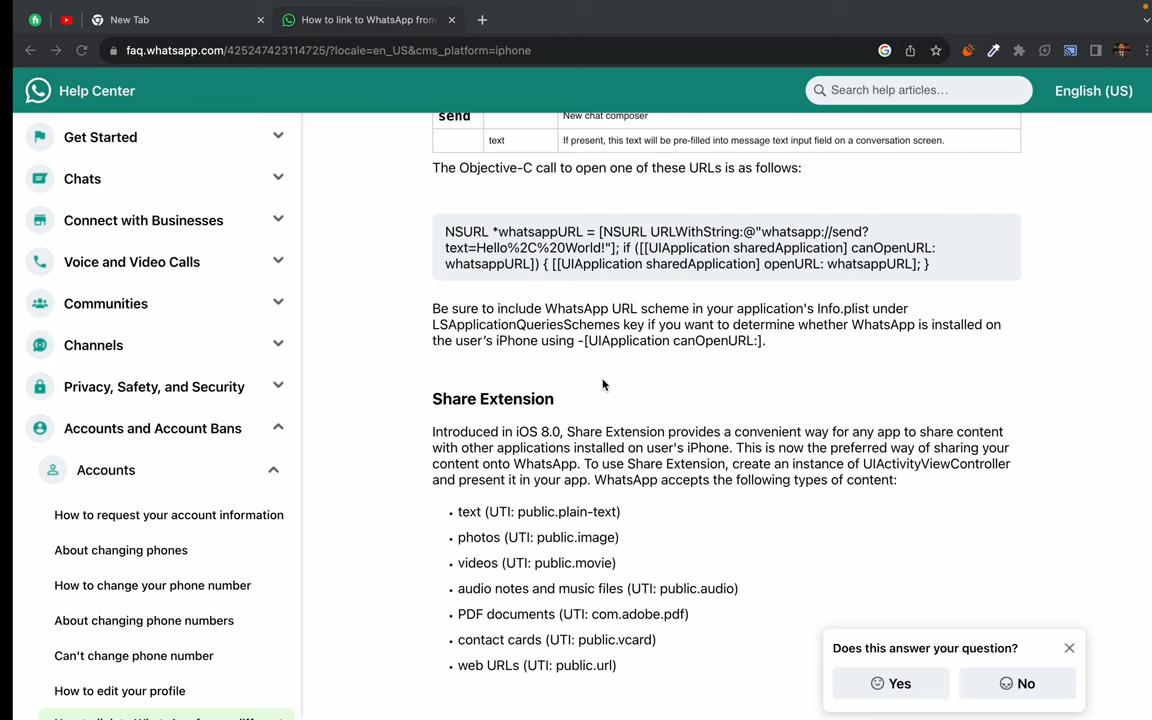 New Tab
How to link to WhatsApp from
faq.whatsapp.com/425247423114725/?locale=en_US&cms_platform=iphone
Help Center
Search help articles...
English (US)
Get Started
Chats
Connect with Businesses
Voice and Video Calls
Communities
Channels
Privacy, Safety, and Security
Accounts and Account Bans
Accounts
How to request your account information
About changing phones
How to change your phone number
About changing phone numbers
Can't change phone number
How to edit your profile
send New chat composer
text If present, this text will be pre-filled into message text input field on a conversation screen.
The Objective-C call to open one of these URLs is as follows:
NSURL *whatsappURL = [NSURL URLWithString:@"whatsapp://send?
text=Hello%2C%20World!"]; if ([[UIApplication sharedApplication] canOpenURL:
whatsappURL]) { [[UIApplication sharedApplication] openURL: whatsappURL]; }
Be sure to include WhatsApp URL scheme in your application's Info.plist under
LSApplicationQueriesSchemes key if you want to determine whether WhatsApp is installed on
the user's iPhone using -[UIApplication canOpenURL:].
Share Extension
Introduced in iOS 8.0, Share Extension provides a convenient way for any app to share content
with other applications installed on user's iPhone. This is now the preferred way of sharing your
content onto WhatsApp. To use Share Extension, create an instance of UIActivityViewController
and present it in your app. WhatsApp accepts the following types of content:
• text (UTI: public.plain-text)
• photos (UTI: public.image)
• videos (UTI: public.movie)
• audio notes and music files (UTI: public.audio)
• PDF documents (UTI: com.adobe.pdf)
• contact cards (UTI: public.vcard)
• web URLs (UTI: public.url)
Does this answer your question?
Yes
No